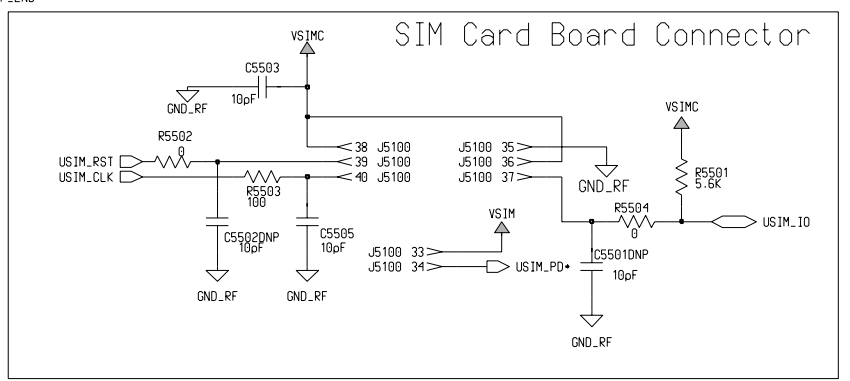 SIM Card Board Connector
VSIMC
C5503
10pF
GND_RF
VSIMC
R5502
0
USIM_RST
USIM_CLK
R5503
100
38 J5100
39 J5100
40 J5100
J5100 35
J5100 36
J5100 37
GND_RF
R5501
5.6K
R5504
0
USIM_IO
C5502DNP
10pF
C5505
10pF
VSIM
J5100 33
J5100 34
USIM_PD*
C5501DNP
10pF
GND_RF
GND_RF
GND_RF